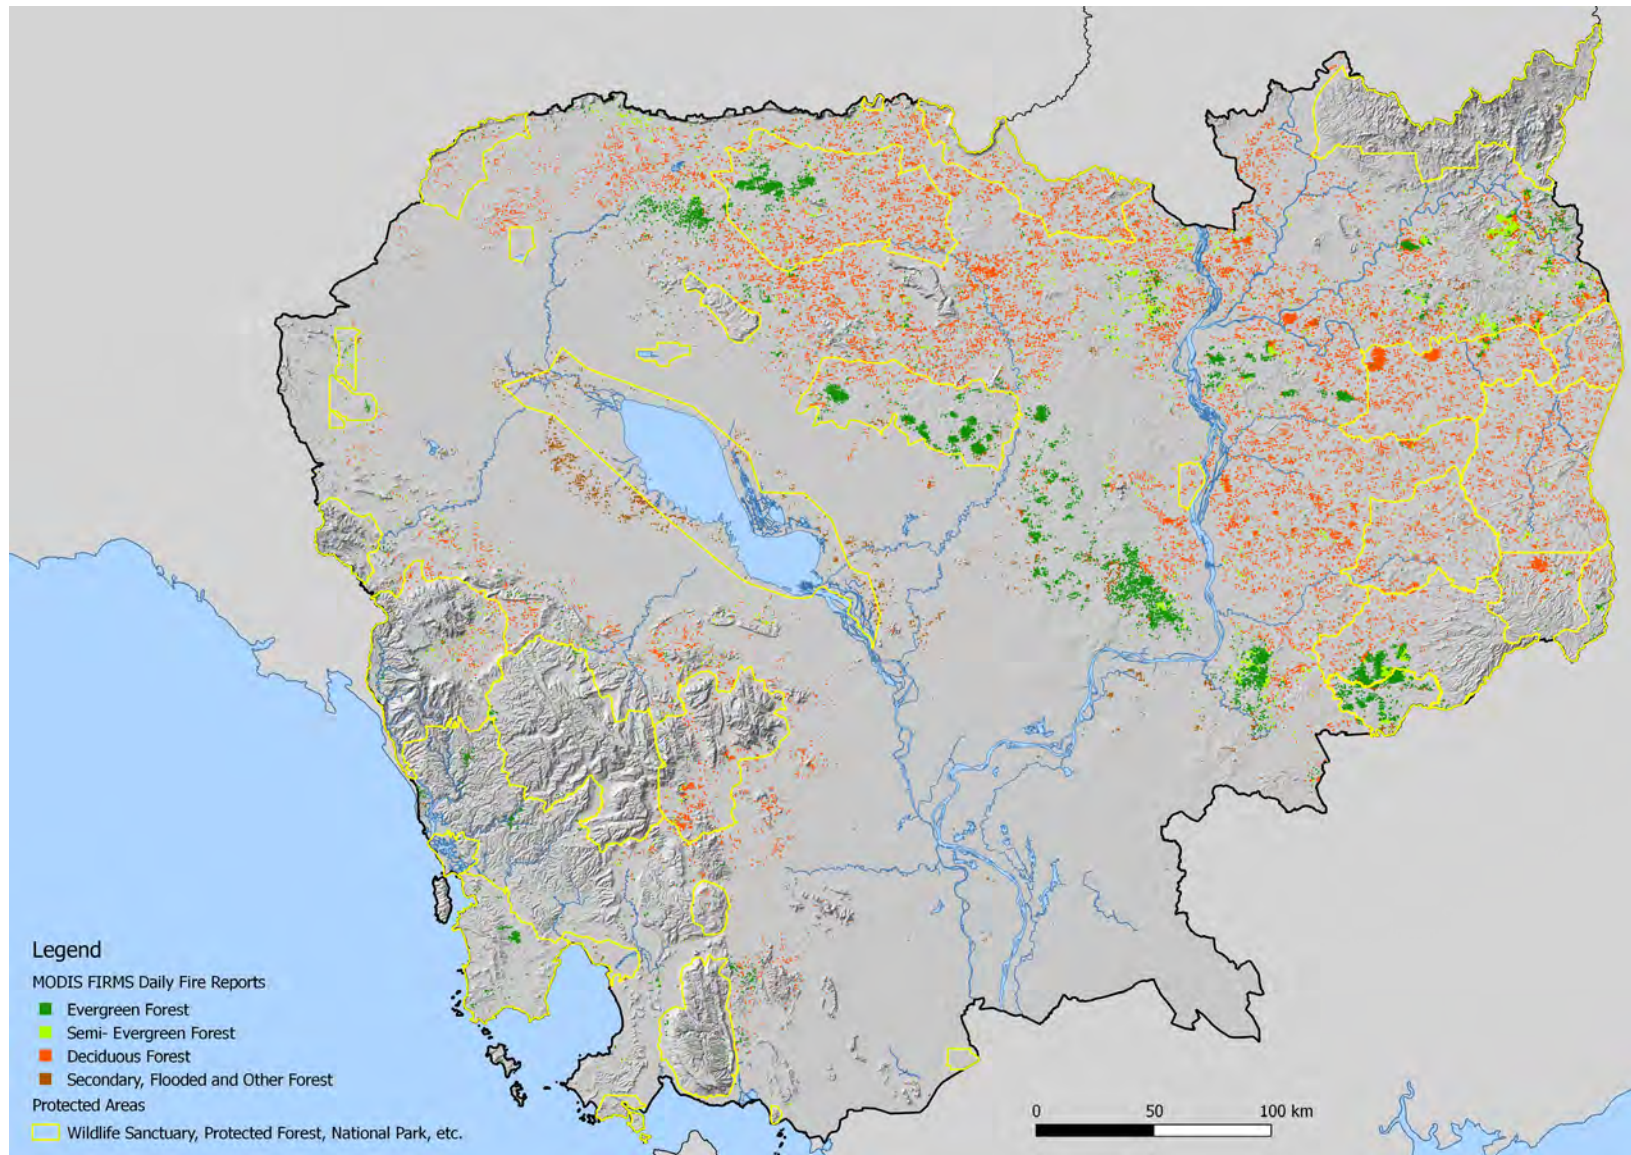 Legend
MODIS FIRMS Daily Fire Reports
Evergreen Forest
Semi- Evergreen Forest
Deciduous Forest
Secondary, Flooded and Other Forest
Protected Areas
Wildlife Sanctuary, Protected Forest, National Park, etc.
0 50 100 km